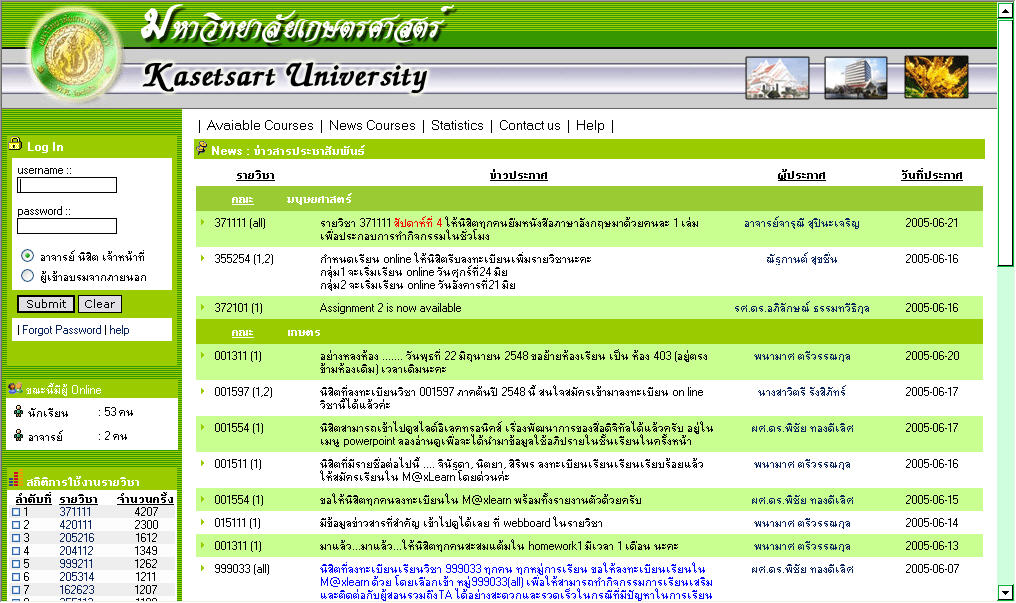 มหาวิทยาลัยเกษตรศาสตร์
Kasetsart University
| Avaiable Courses | News Courses | Statistics | Contact us | Help |
Log In
username ::
password ::
อาจารย์ นิสิต เจ้าหน้าที่
ผู้เข้าอบรมจากภายนอก
Submit Clear
| Forgot Password | help
ขณะนี้มีผู้ Online
นักเรียน : 53 คน
อาจารย์ : 2 คน
สถิติการใช้งานรายวิชา
ลำดับที่ รายวิชา จำนวนครั้ง
1 371111 4207
2 420111 2300
3 205216 1612
4 204112 1349
5 999211 1262
6 205314 1211
7 162623 1207
News : ข่าวสารประชาสัมพันธ์
รายวิชา ข่าวประกาศ ผู้ประกาศ วันที่ประกาศ
คณะ มนุษยศาสตร์
371111 (all) รายวิชา 371111 สัปดาห์ที่ 4 ให้นิสิตทุกคนยืมหนังสือภาษาอังกฤษมาด้วยคนละ 1 เล่ม อาจารย์จารุณี สุปินะเจริญ 2005-06-21
เพื่อประกอบการทำกิจกรรมในชั่วโมง
355254 (1,2) กำหนดเรียน online ให้นิสิตรีบลงทะเบียนเพิ่มรายวิชานะคะ ณัฐกานต์ สุขชื่น 2005-06-16
กลุ่ม1 จะเริ่มเรียน online วันศุกร์ที่24 มิย
กลุ่ม2 จะเริ่มเรียน online วันอังคารที่21 มิย
372101 (1) Assignment 2 is now available รศ.ดร.อภิลักษณ์ ธรรมทวีธิกุล 2005-06-16
คณะ เกษตร
001311 (1) อย่างหลงห้อง ....... วันพุธที่ 22 มิถุนายน 2548 ขอย้ายห้องเรียน เป็น ห้อง 403 (อยู่ตรง พนามาศ ตรีวรรณกุล 2005-06-20
ข้ามห้องเดิม) เวลาเดิมนะคะ
001597 (1,2) นิสิตที่ลงทะเบียนวิชา 001597 ภาคต้นปี 2548 นี้ สนใจสมัครเข้ามาลงทะเบียน on line นางสาวิตรี รังสิภัทร์ 2005-06-17
วิชานี้ได้แล้วค่ะ
001554 (1) นิสิตสามารถเข้าไปดูสไลด์อิเลคทรอนิคส์ เรื่องพัฒนาการของสื่อดิจิทัลได้แล้วครับ อยู่ใน ผศ.ดร.พิชัย ทองดีเลิศ 2005-06-17
เมนู powerpoint ลองอ่านดูเพื่อจะได้นำมาข้อมูลใช้อภิปรายในชั้นเรียนในครั้งหน้า
001511 (1) นิสิตที่มีรายชื่อต่อไปนี้ .... จินัฐดา, นิตยา, สิริพร ลงทะเบียนเรียนเรียบร้อยแล้ว พนามาศ ตรีวรรณกุล 2005-06-16
ให้สมัครเรียนใน M@xLearn โดยด่วนค่ะ
001554 (1) ขอให้นิสิตทุกคนลงทะเบียนใน M@xlearn พร้อมทั้งรายงานตัวด้วยครับ ผศ.ดร.พิชัย ทองดีเลิศ 2005-06-15
015111 (1) มีข้อมูลข่าวสารที่สำคัญ เข้าไปดูได้เลย ที่ webboard ในรายวิชา พนามาศ ตรีวรรณกุล 2005-06-14
001311 (1) มาแล้ว...มาแล้ว...ให้นิสิตทุกคนสะสมแต้มใน homework1 มีเวลา 1 เดือน นะคะ พนามาศ ตรีวรรณกุล 2005-06-13
999033 (all) นิสิตที่ลงทะเบียนเรียนวิชา 999033 ทุกคน ทุกหมู่การเรียน ขอให้ลงทะเบียนเรียนใน ผศ.ดร.พิชัย ทองดีเลิศ 2005-06-07
M@xlearn ด้วย โดยเลือกเข้า หมู่999033(all) เพื่อให้สามารถทำกิจกรรมการเรียนเสริม
และติดต่อกับผู้สอนรวมถึงTA ได้อย่างสะดวกและรวดเร็วในกรณีที่มีปัญหาในการเรียน